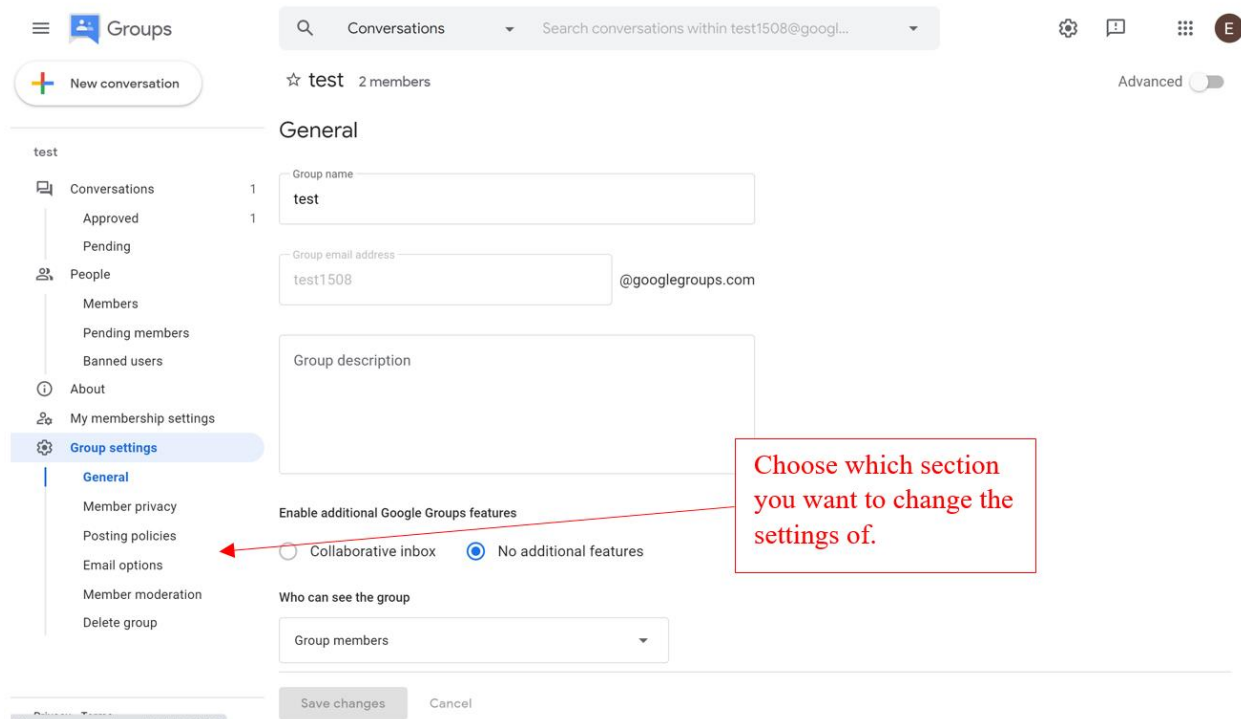 Groups
Conversations
Search conversations within test1508@googl...
E
New conversation
test 2 members
Advanced
General
test
Conversations 1
Approved 1
Pending
People
Members
Pending members
Banned users
About
My membership settings
Group settings
General
Member privacy
Posting policies
Email options
Member moderation
Delete group
Group name
test
Group email address
test1508
@googlegroups.com
Group description
Enable additional Google Groups features
Collaborative inbox No additional features
Who can see the group
Group members
Save changes Cancel
Choose which section
you want to change the
settings of.